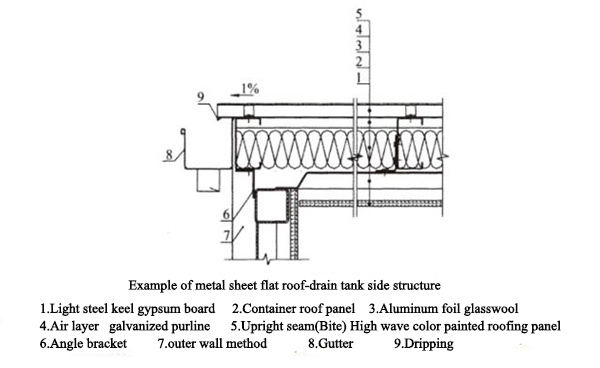 5
4
3
2
1
1%
9
8
6
7
Example of metal sheet flat roof-drain tank side structure
1.Light steel keel gypsum board 2.Container roof panel 3.Aluminum foil glasswool
4.Air layer galvanized purline 5.Upright seam(Bite) High wave color painted roofing panel
6.Angle bracket 7.outer wall method 8.Gutter 9.Dripping